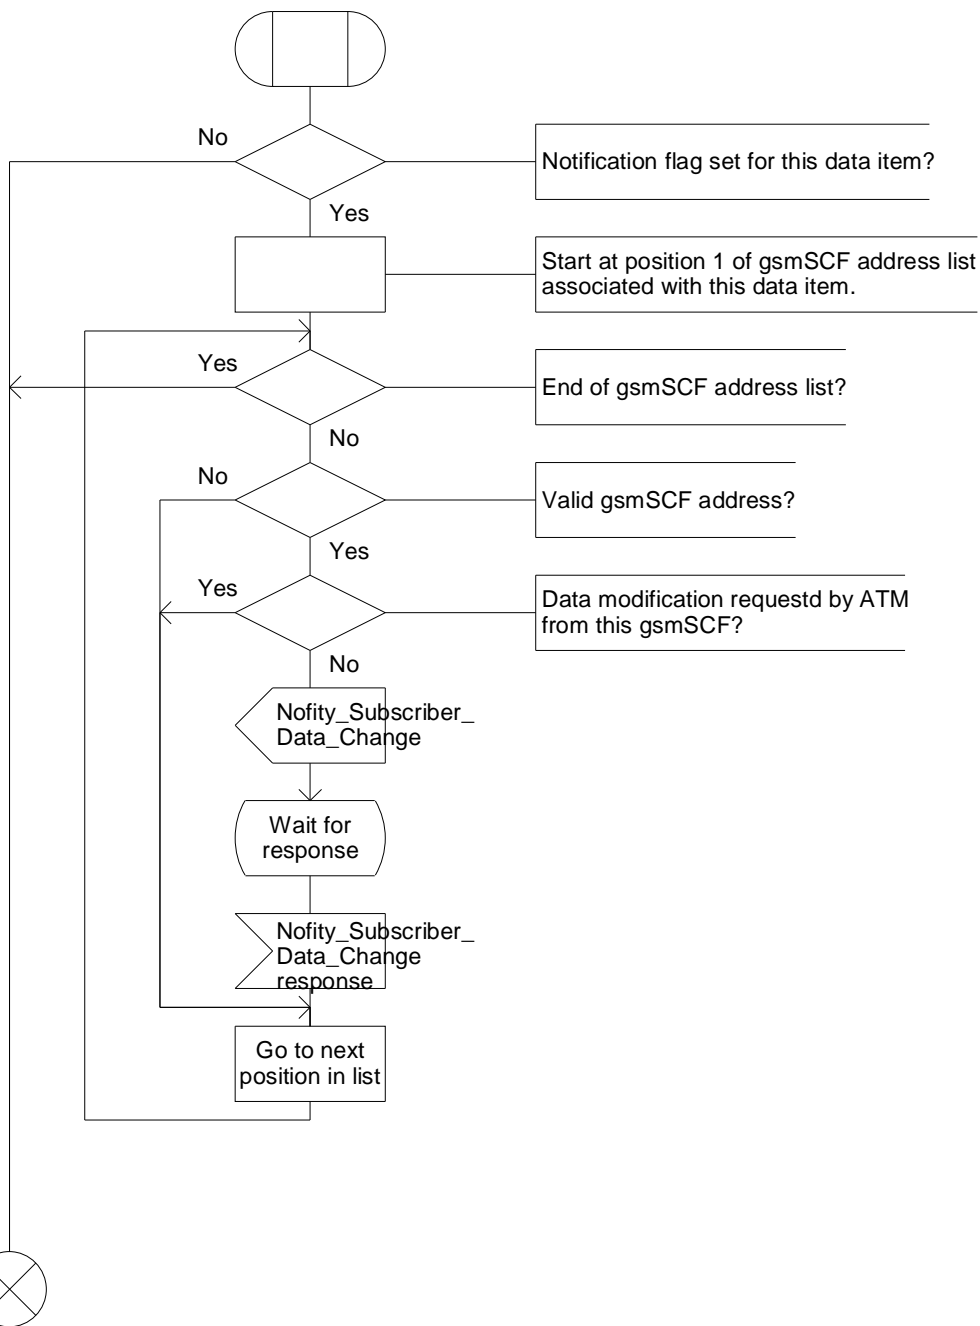 No
Notification flag set for this data item?
Yes
Start at position 1 of gsmSCF address list
associated with this data item.
Yes
End of gsmSCF address list?
No
No
Valid gsmSCF address?
Yes
Yes
Data modification requestd by ATM
from this gsmSCF?
No
Nofity_Subscriber_
Data_Change
Wait for
response
Nofity_Subscriber_
Data_Change
response
Go to next
position in list